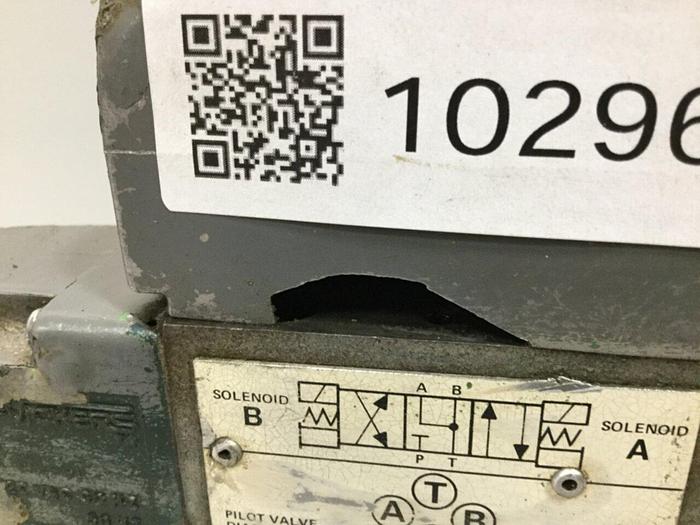 10296
A B
SOLENOID
B
SOLENOID
A
P T
T
A B
PILOT VALVE